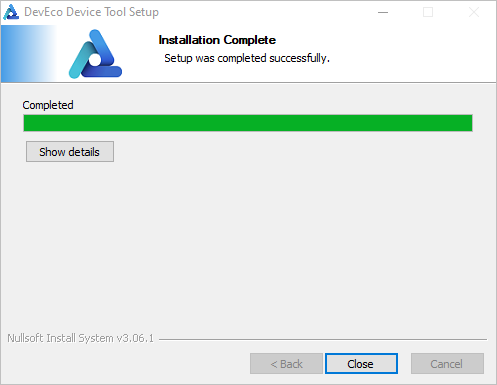 DevEco Device Tool Setup
Installation Complete
Setup was completed successfully.
Completed
Show details
Nullsoft Install System v3.06.1
< Back
Close
Cancel